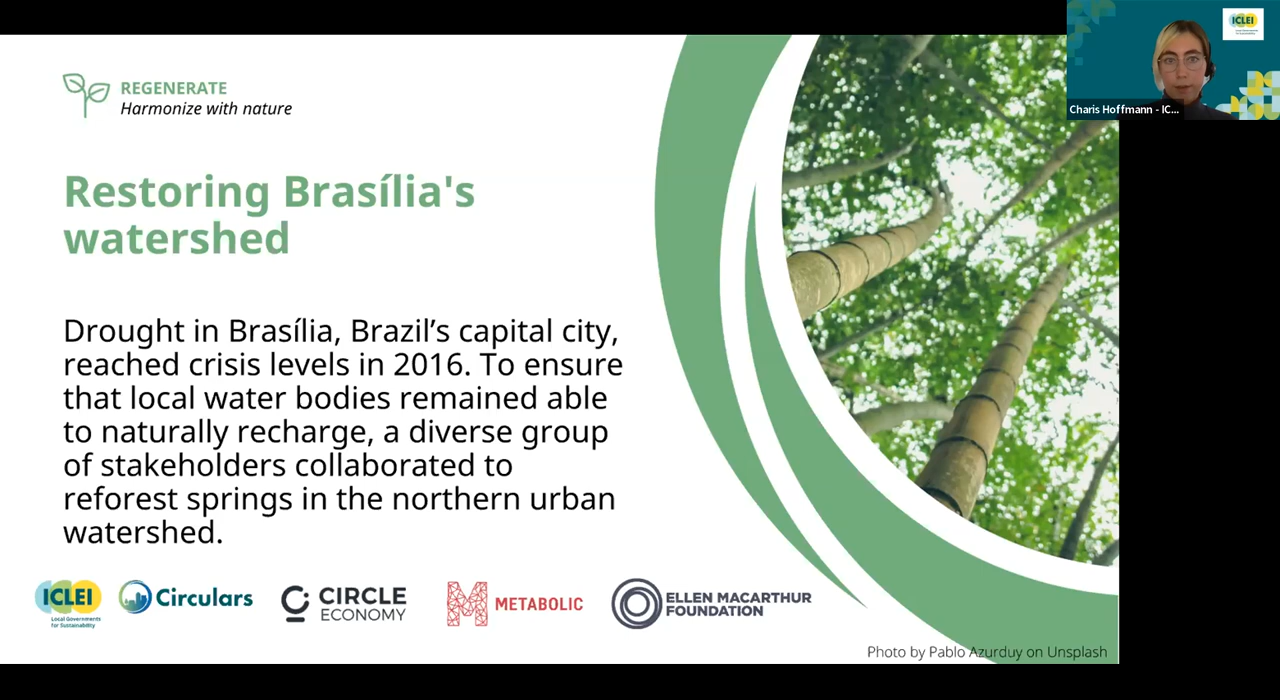 REGENERATE
Harmonize with nature
Restoring Brasília's
watershed
Drought in Brasília, Brazil’s capital city,
reached crisis levels in 2016. To ensure
that local water bodies remained able
to naturally recharge, a diverse group
of stakeholders collaborated to
reforest springs in the northern urban
watershed.
ICLEI
Local Governments
for Sustainability
Circulars
CIRCLE
ECONOMY
METABOLIC
ELLEN MACARTHUR
FOUNDATION
Photo by Pablo Azurduy on Unsplash
ICLEI
Charis Hoffmann - IC...